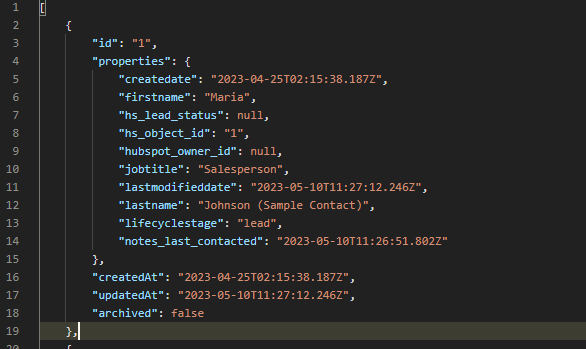 1 [
2 {
3 "id": "1",
4 "properties": {
5 "createdate": "2023-04-25T02:15:38.187Z",
6 "firstname": "Maria",
7 "hs_lead_status": null,
8 "hs_object_id": "1",
9 "hubspot_owner_id": null,
10 "jobtitle": "Salesperson",
11 "lastmodifieddate": "2023-05-10T11:27:12.246Z",
12 "lastname": "Johnson (Sample Contact)",
13 "lifecyclestage": "lead",
14 "notes_last_contacted": "2023-05-10T11:26:51.802Z"
15 },
16 "createdAt": "2023-04-25T02:15:38.187Z",
17 "updatedAt": "2023-05-10T11:27:12.246Z",
18 "archived": false
19 },
20 {